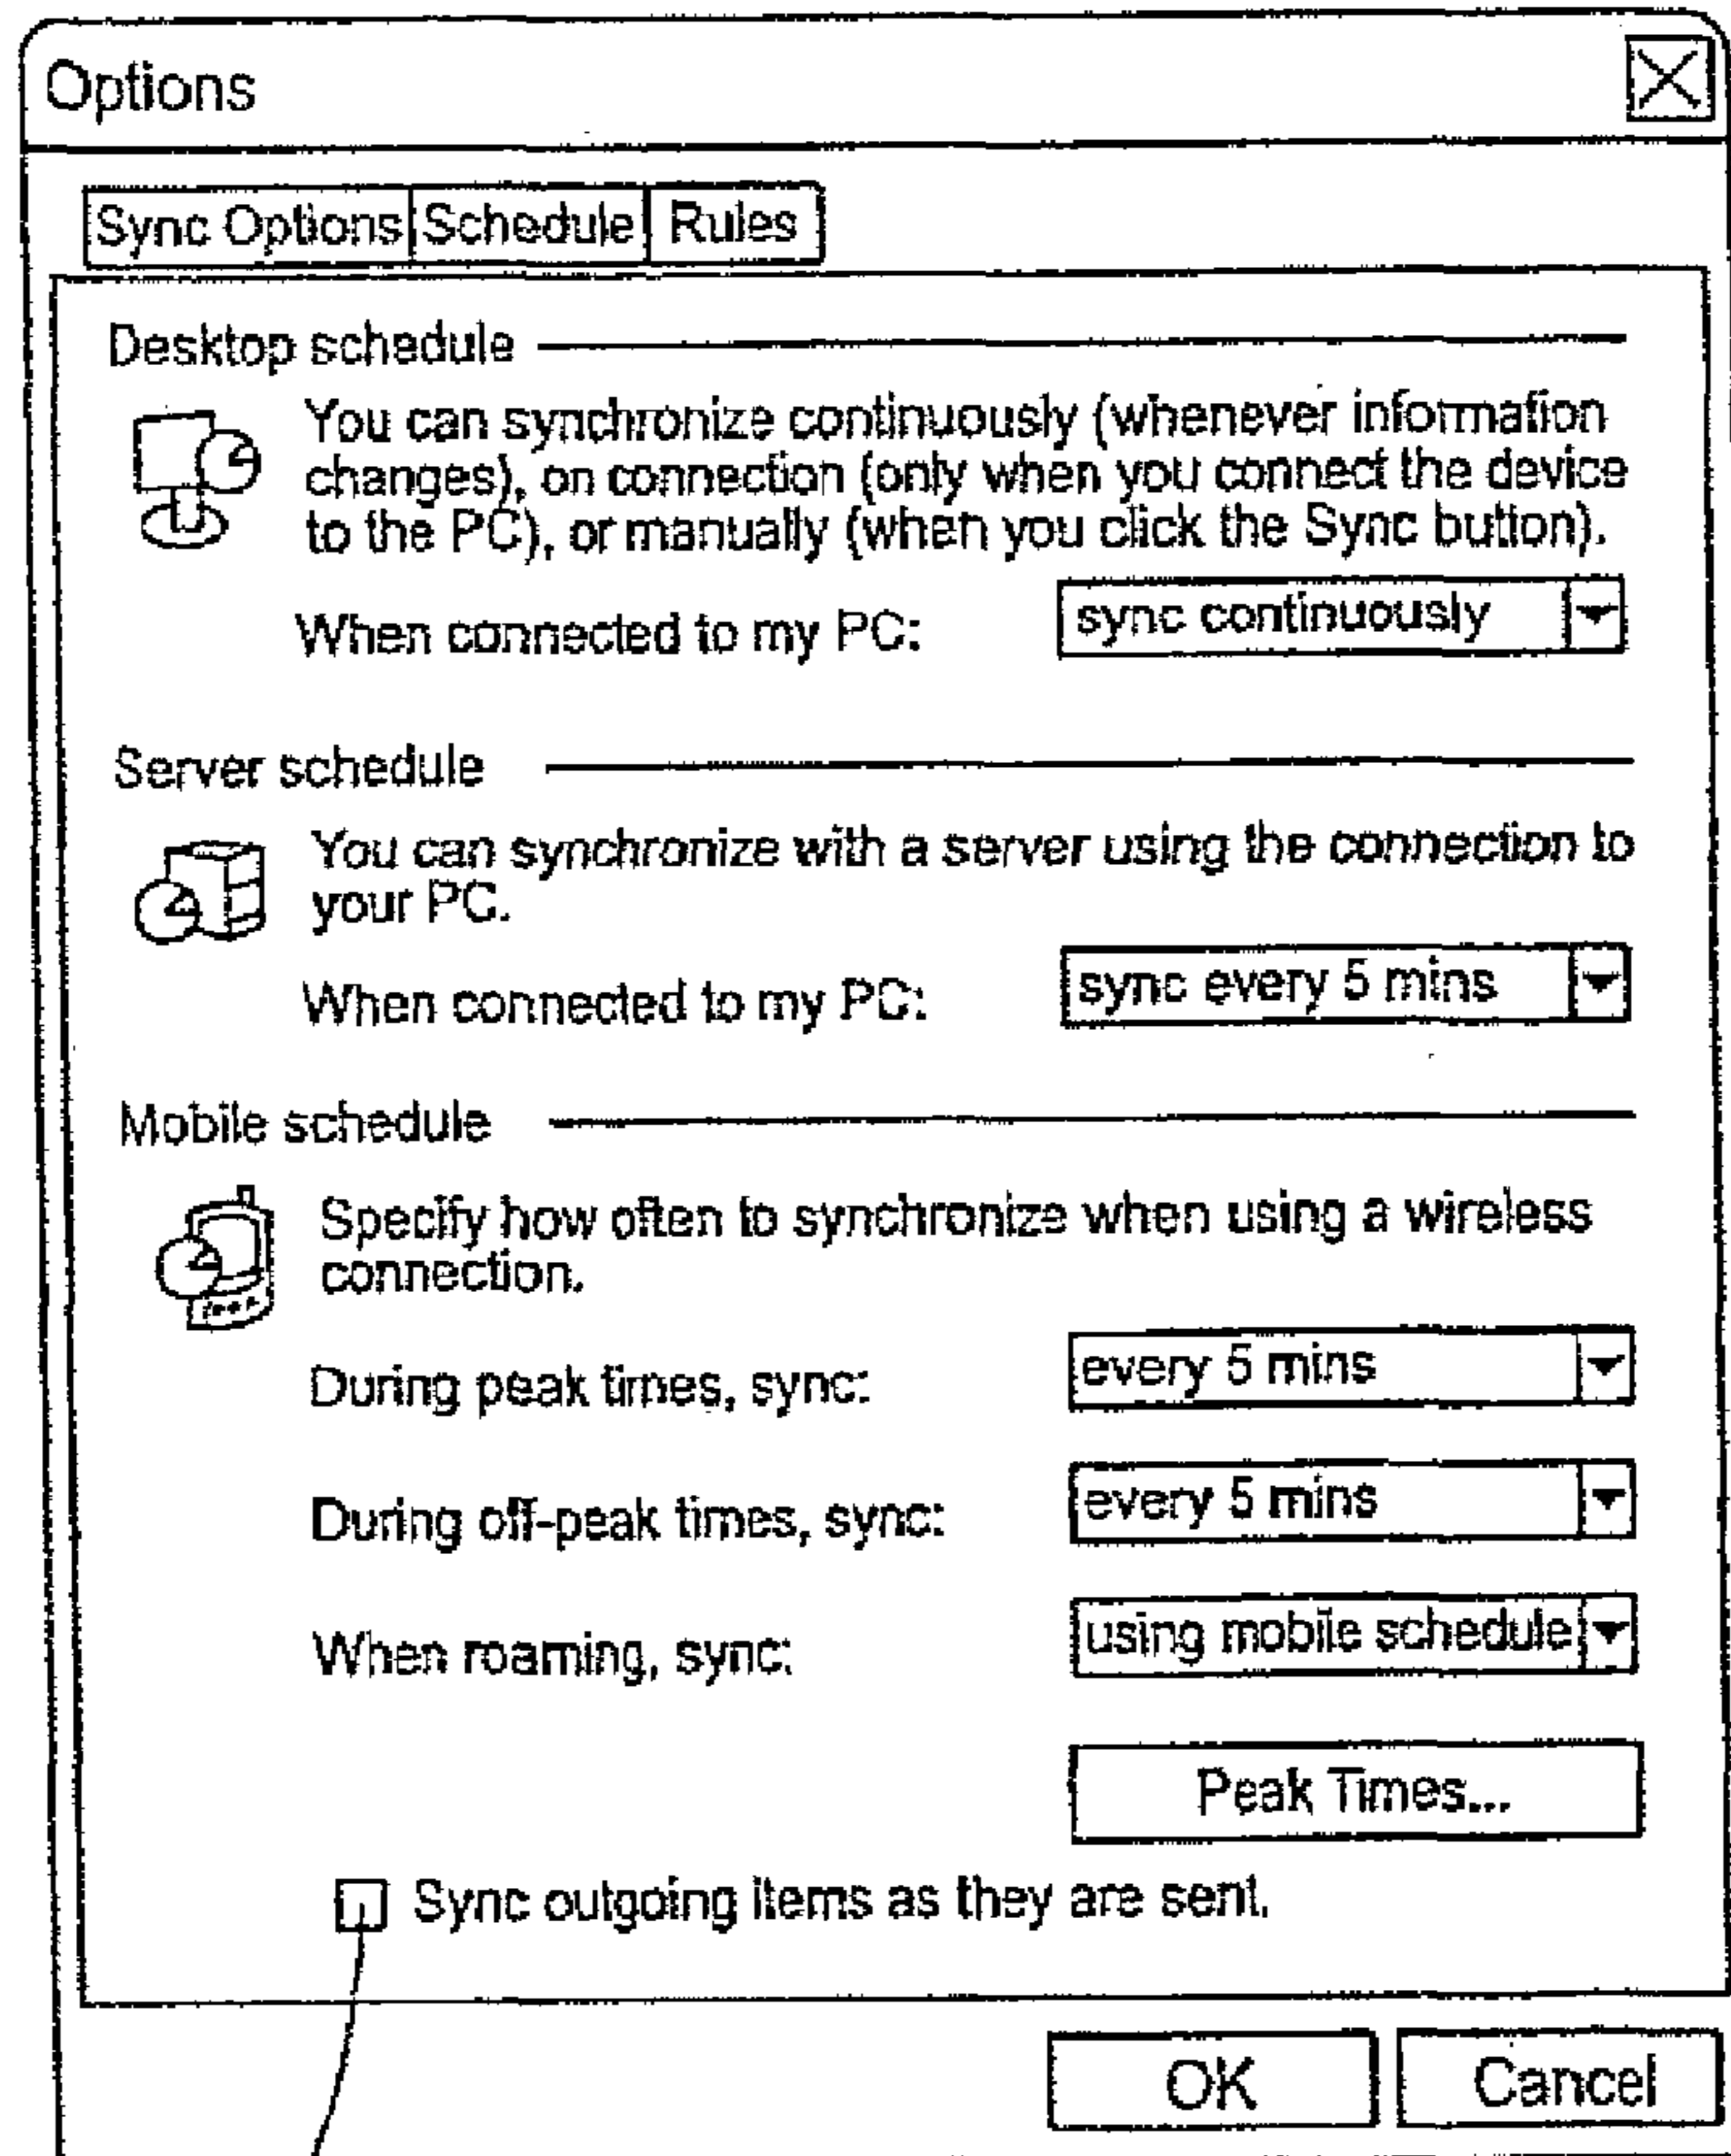 Options
Sync Options Schedule Rules
Desktop schedule
You can synchronize continuously (whenever information
changes), on connection (only when you connect the device
to the PC), or manually (when you click the Sync button).
When connected to my PC: sync continuously
Server schedule
You can synchronize with a server using the connection to
your PC.
When connected to my PC: sync every 5 mins
Mobile schedule
Specify how often to synchronize when using a wireless
connection.
During peak times, sync: every 5 mins
During off-peak times, sync: every 5 mins
When roaming, sync: using mobile schedule
Peak Times...
Sync outgoing items as they are sent.
OK Cancel